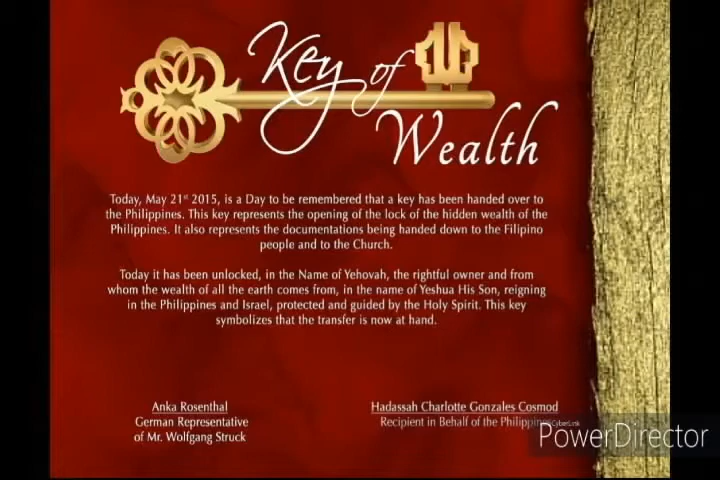 Key of
Wealth
Today, May 21st 2015, is a Day to be remembered that a key has been handed over to
the Philippines. This key represents the opening of the lock of the hidden wealth of the
Philippines. It also represents the documentations being handed down to the Filipino
people and to the Church.
Today it has been unlocked, in the Name of Yehovah, the rightful owner and from
whom the wealth of all the earth comes from, in the name of Yeshua His Son, reigning
in the Philippines and Israel, protected and guided by the Holy Spirit. This key
symbolizes that the transfer is now at hand.
Anka Rosenthal
German Representative
of Mr. Wolfgang Struck
Hadassah Charlotte Gonzales Cosmod
Recipient in Behalf of the Philippines
CyberLink
PowerDirector